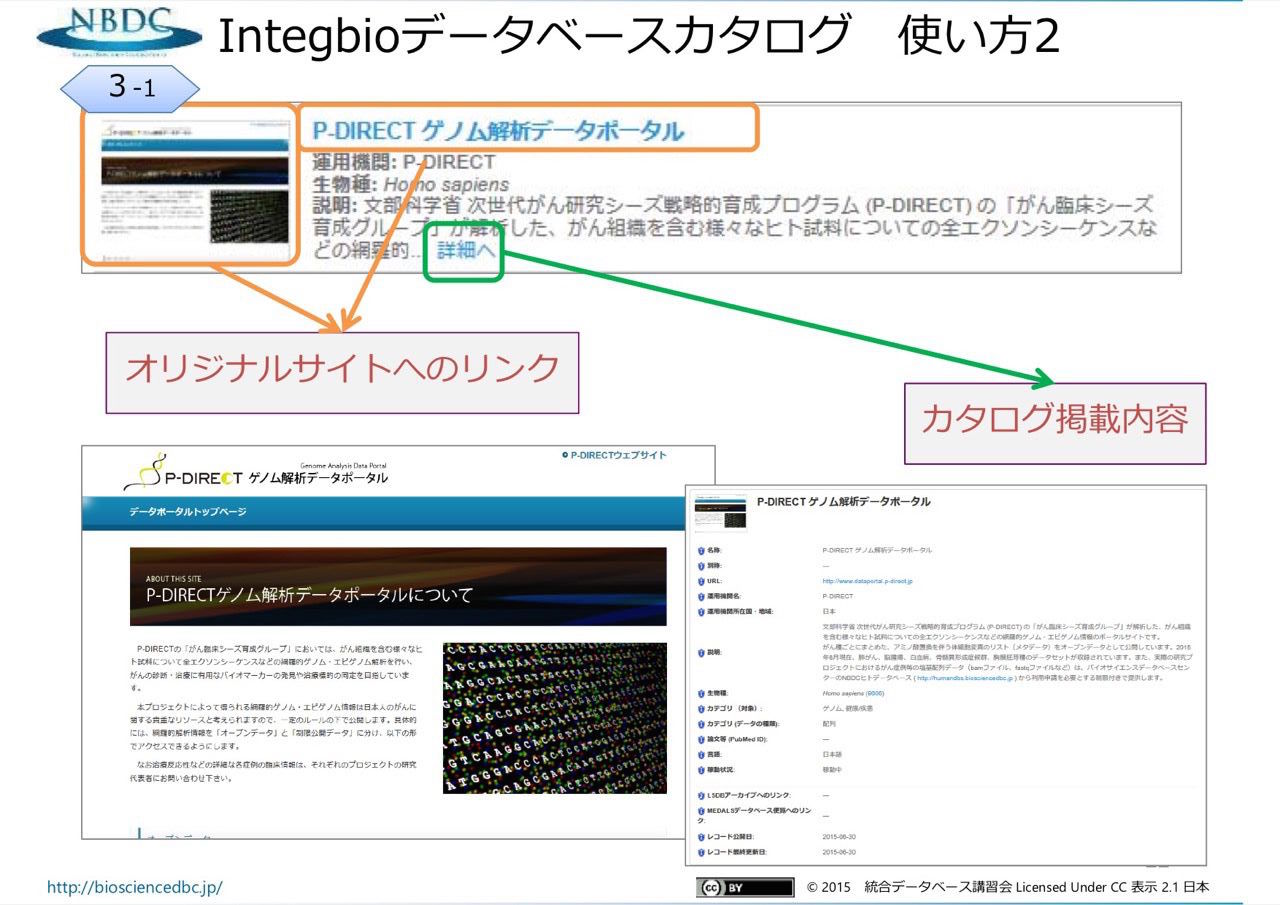 NBDC
Integbioデータベースカタログ　使い方2
3 -1
P-DIRECT ゲノム解析データポータル
運用機関: P-DIRECT
生物種: Homo sapiens
説明: 文部科学省 次世代がん研究シーズ戦略的育成プログラム (P-DIRECT) の「がん臨床シーズ
育成グループ」が解析した、がん組織を含む様々なヒト試料についての全エクソンシーケンスな
どの網羅的... 詳細へ
オリジナルサイトへのリンク
カタログ掲載内容
Genome Analysis Data Portal
P-DIRECT ゲノム解析データポータル
P-DIRECTウェブサイト
データポータルトップページ
ABOUT THIS SITE
P-DIRECTゲノム解析データポータルについて
P-DIRECTの「がん臨床シーズ育成グループ」においては、がん組織を含む様々なヒ
ト試料について全エクソンシーケンスなどの網羅的ゲノム・エピゲノム解析を行い、
がんの診断・治療に有用なバイオマーカーの発見や治療標的の同定を目指していま
す。
本プロジェクトによって得られる網羅的ゲノム・エピゲノム情報は日本人のがんに
関する貴重なリソースと考えられますので、一定のルールの下で公開します。具体的
には、網羅的解析情報を「オープンデータ」と「制限公開データ」に分け、以下の形
でアクセスできるようにします。
なお治療反応性などの詳細な各症例の臨床情報は、それぞれのプロジェクトの研究
代表者にお問い合わせ下さい。
オープンデータ
P-DIRECT ゲノム解析データポータル
名称: P-DIRECT ゲノム解析データポータル
別称: ―
URL: http://www.dataportal.p-direct.jp
運用機関名: P-DIRECT
運用機関所在国・地域: 日本
説明: 文部科学省 次世代がん研究シーズ戦略的育成プログラム (P-DIRECT) の「がん臨床シーズ育成グループ」が解析した、がん組織
を含む様々なヒト試料についての全エクソンシーケンスなどの網羅的ゲノム・エピゲノム情報のポータルサイトです。
がん種ごとにまとめた、アミノ酸置換を伴う体細胞変異のリスト（メタデータ）をオープンデータとして公開しています。2015
年6月現在、肺がん、脳腫瘍、白血病、骨髄異形成症候群、胸膜肺芽腫のデータセットが収載されています。また、実際の研究プ
ロジェクトにおけるがん症例等の塩基配列データ（bamファイル、fastqファイルなど）は、バイオサイエンスデータベースセン
ターのNBDCヒトデータベース ( http://humandbs.biosciencedbc.jp ) から利用申請を必要とする制限付きで提供します。
生物種: Homo sapiens (9606)
カテゴリ（対象）: ゲノム, 健康/疾患
カテゴリ (データの種類): 配列
論文等 (PubMed ID): ―
言語: 日本語
稼動状況: 稼動中
LSDBアーカイブへのリンク: ―
MEDALSデータベース便覧へのリン
ク: ―
レコード公開日: 2015-06-30
レコード最終更新日: 2015-06-30
http://biosciencedbc.jp/
cc BY
© 2015　統合データベース講習会 Licensed Under CC 表示 2.1 日本